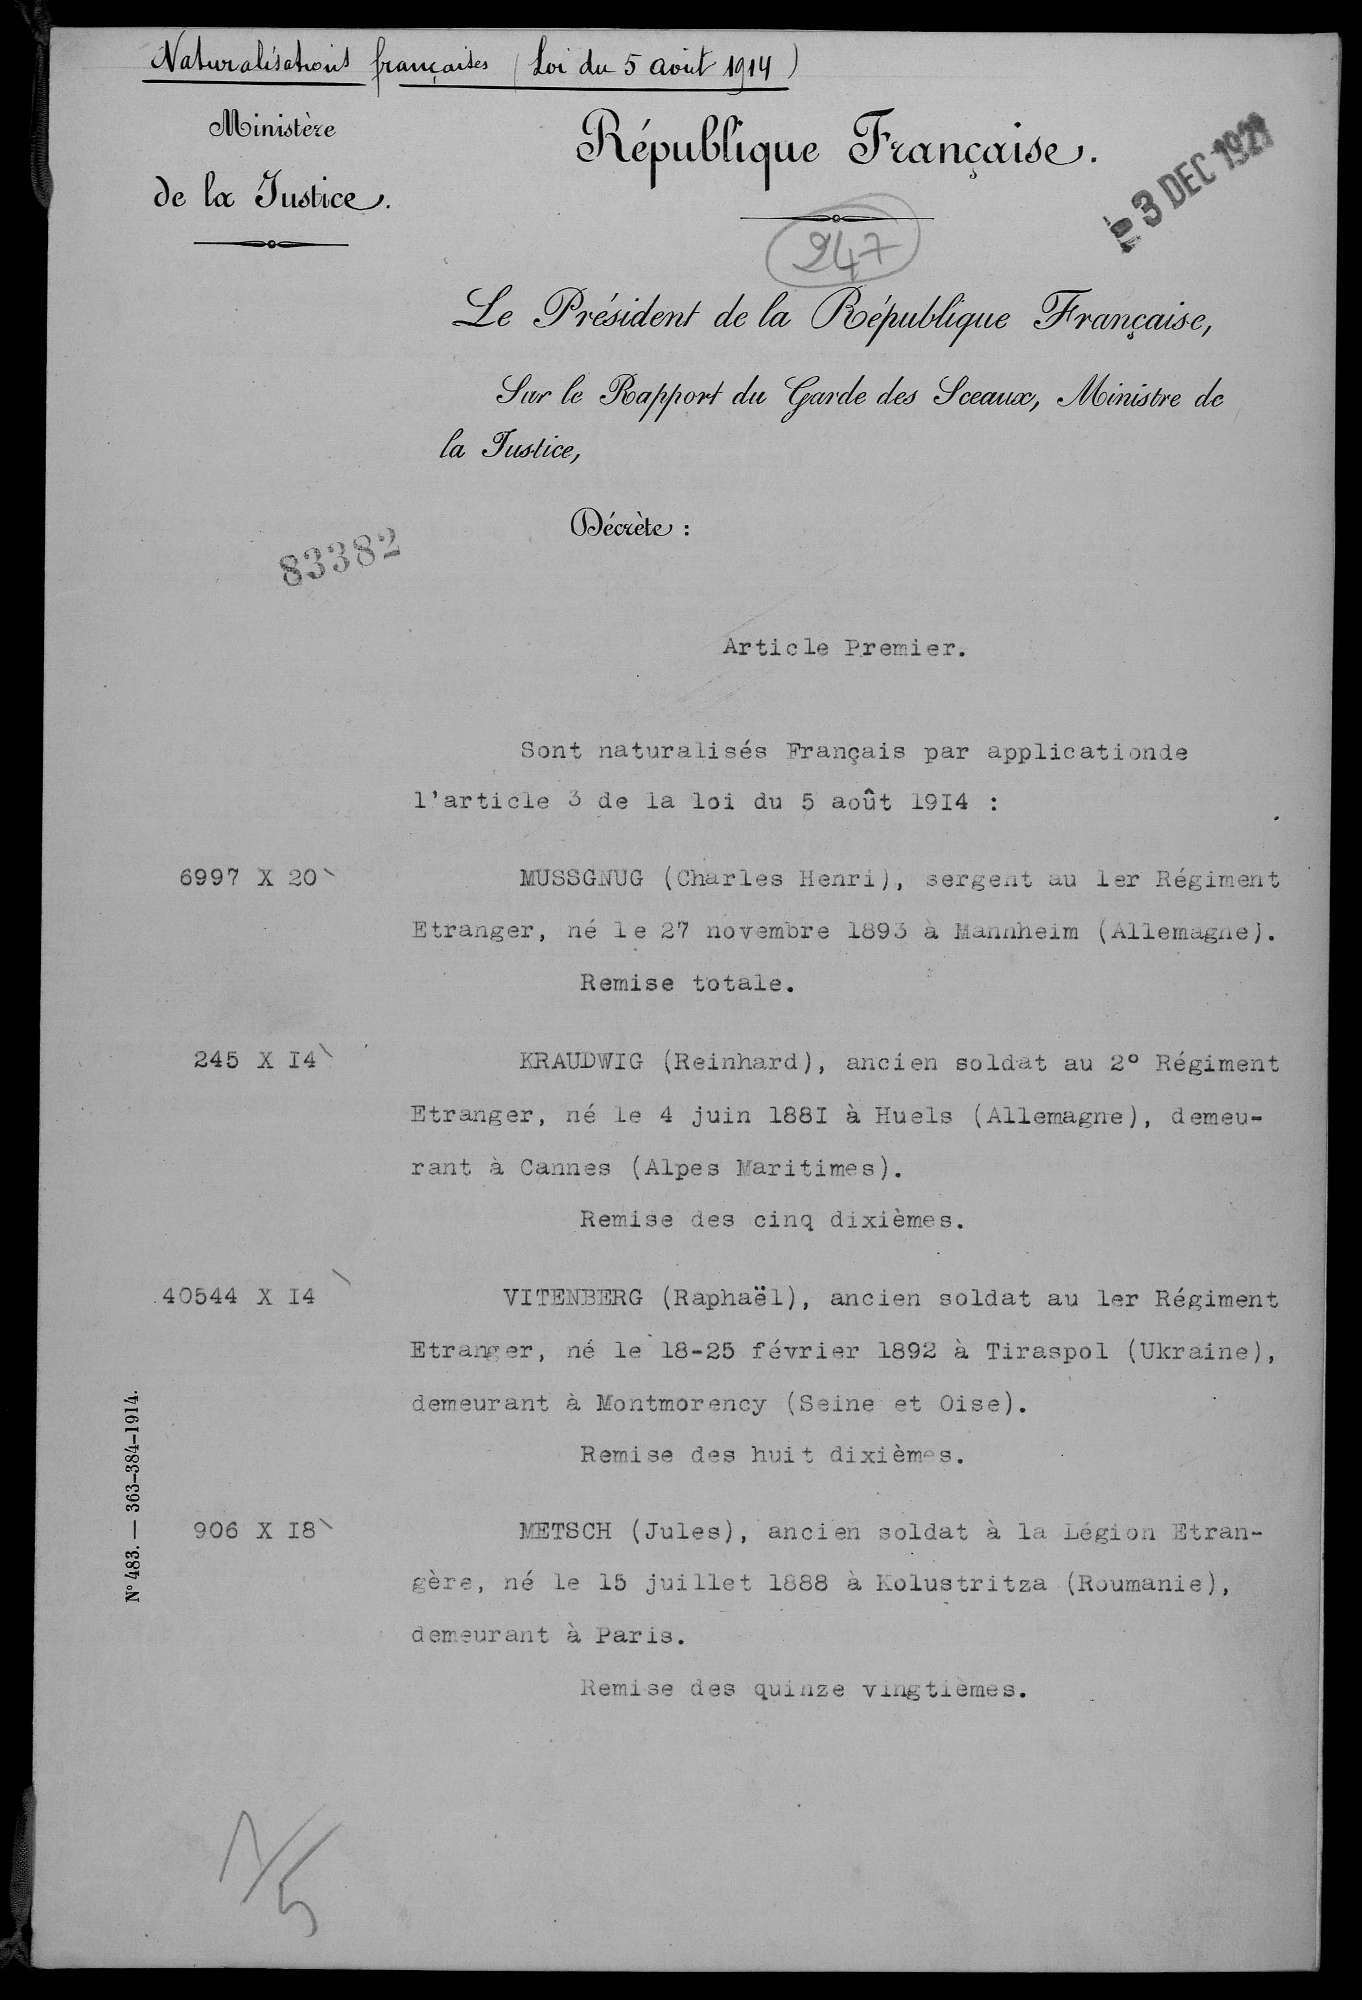 Naturalisations françaises (Loi du 5 août 1914)
Ministère
de la Justice.
République Française.
3 DEC 1921
247
Le Président de la République Française,
Sur le Rapport du Garde des Sceaux, Ministre de
la Justice,
Décrète :
83382
Article Premier.
Sont naturalisés Français par applicationde
l'article 3 de la loi du 5 août 19I4 :
6997 X 20 MUSSGNUG (Charles Henri), sergent au 1er Régiment
Etranger, né le 27 novembre 1893 à Mannheim (Allemagne).
Remise totale.
245 X I4 KRAUDWIG (Reinhard), ancien soldat au 2° Régiment
Etranger, né le 4 juin 188I à Huels (Allemagne), demeu-
rant à Cannes (Alpes Maritimes).
Remise des cinq dixièmes.
40544 X I4 VITENBERG (Raphaël), ancien soldat au 1er Régiment
Etranger, né le 18-25 février 1892 à Tiraspol (Ukraine),
demeurant à Montmorency (Seine et Oise).
Remise des huit dixièmes.
906 X I8 METSCH (Jules), ancien soldat à la Légion Etran-
gère, né le 15 juillet 1888 à Kolustritza (Roumanie),
demeurant à Paris.
Remise des quinze vingtièmes.
N° 483. — 363-384-1914.